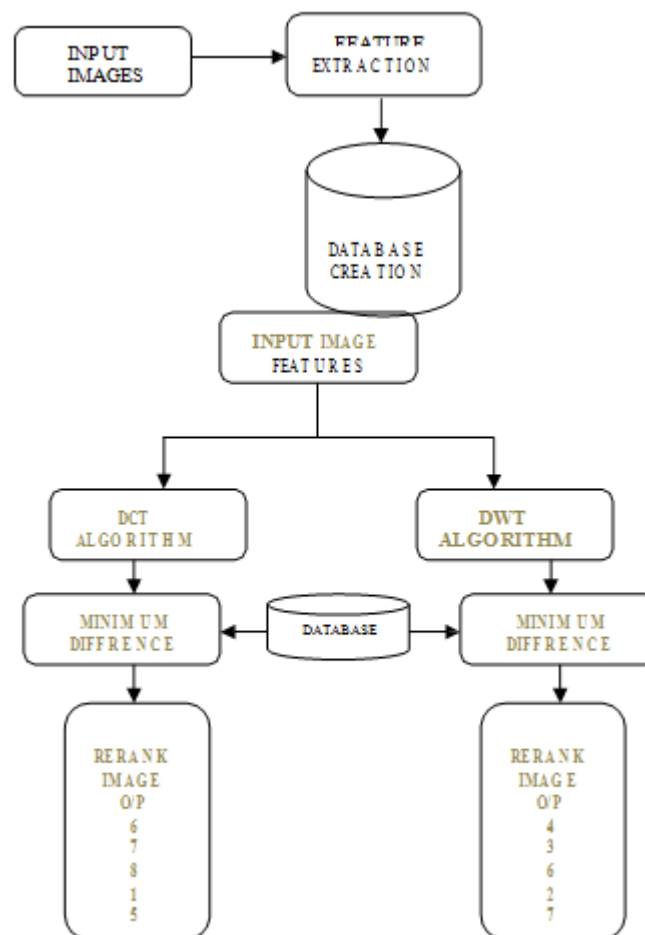 INPUT
IMAGES
FEATURE
EXTRACTION
DATABASE
CREATION
INPUT IMAGE
FEATURES
DCT
ALGORITHM
DWT
ALGORITHM
MINIMUM
DIFFRENCE
DATABASE
MINIMUM
DIFFRENCE
RERANK
IMAGE
O/P
6
7
8
1
5
RERANK
IMAGE
O/P
4
3
6
2
7